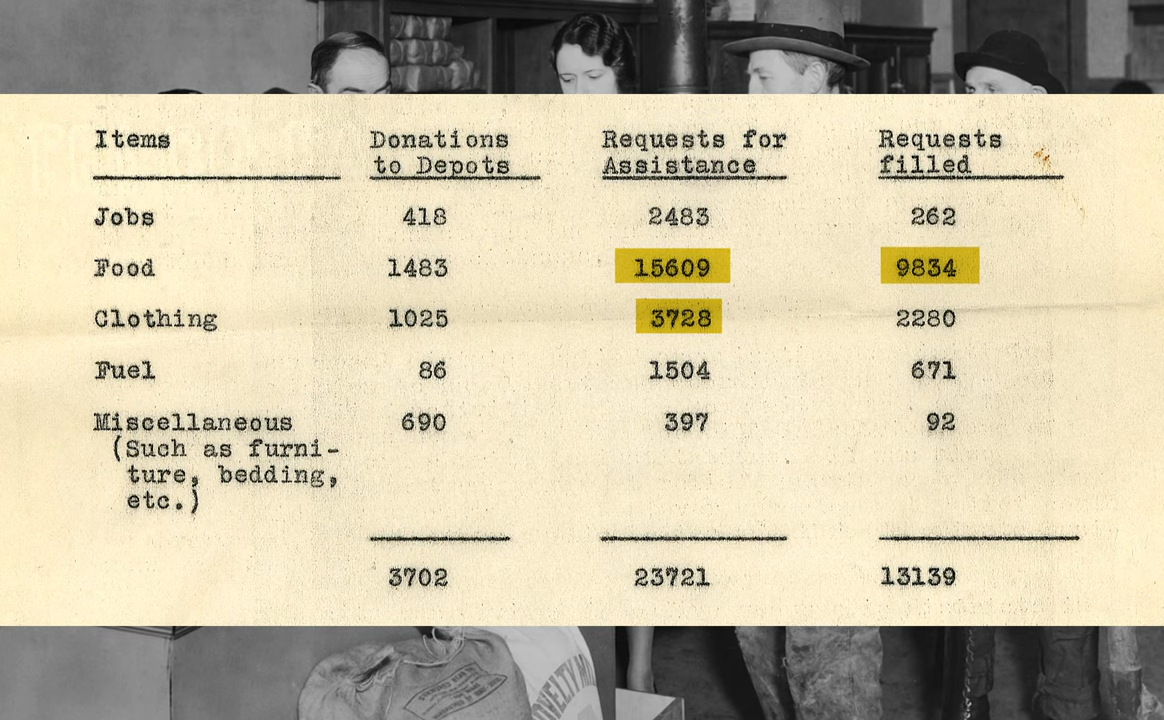 Items Donations Requests for Requests
to Depots Assistance filled
Jobs 418 2483 262
Food 1483 15609 9834
Clothing 1025 3728 2280
Fuel 86 1504 671
Miscellaneous 690 397 92
(Such as furni-
ture, bedding,
etc.)
3702 23721 13139
NOVELTY MI